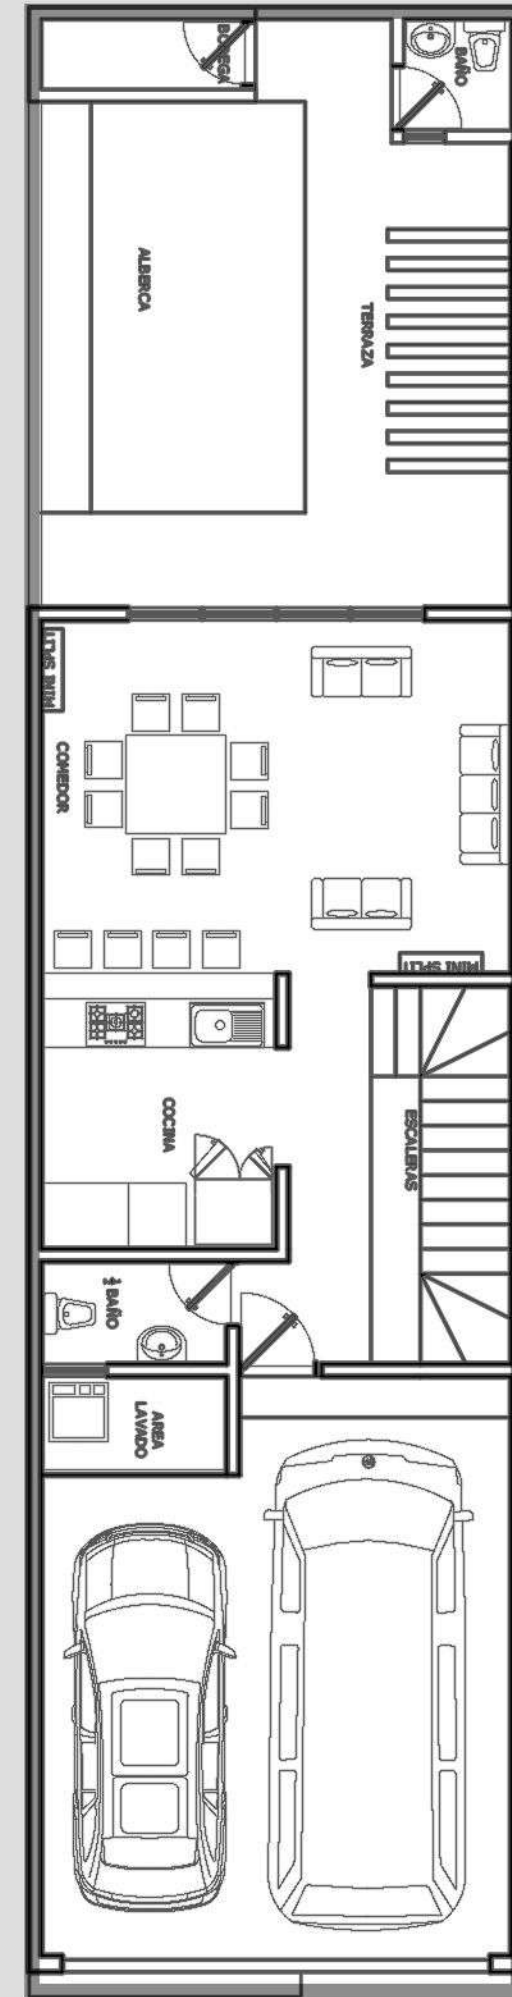 BODEGA
BAÑO
ALBERCA
TERRAZA
MINI SPLIT
COMEDOR
MINI SPLIT
COCINA
ESCALERAS
½ BAÑO
AREA
LAVADO